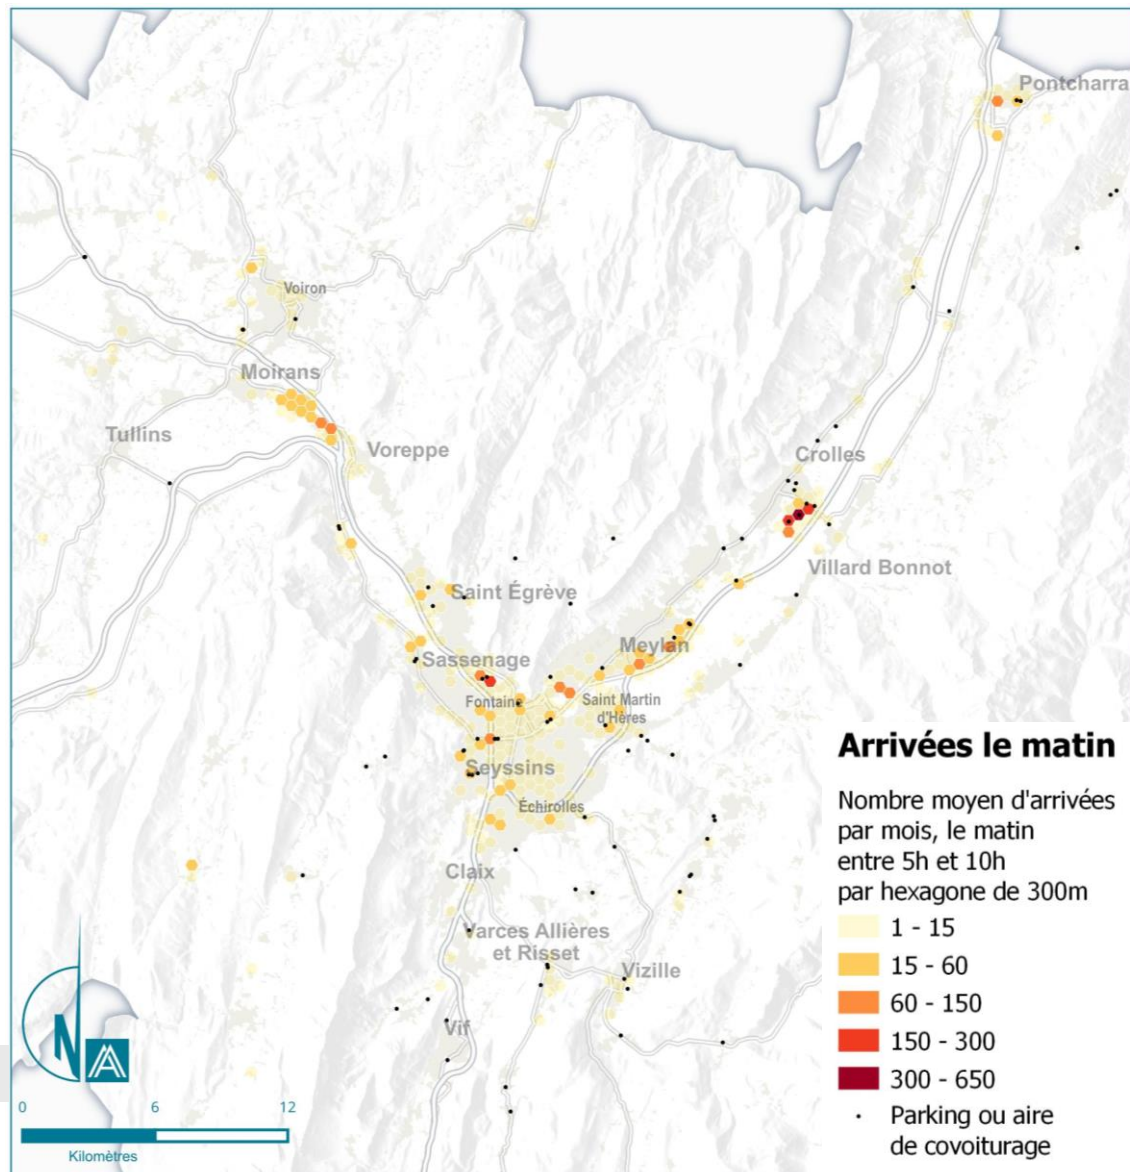 Pontcharra
Voiron
Moirans
Tullins
Voreppe
Crolles
Villard Bonnot
Saint Égrève
Meylan
Sassenage
Fontaine
Saint Martin
d'Hères
Seyssins
Échirolles
Claix
Varces Allières
et Risset
Vizille
Vif
Arrivées le matin
Nombre moyen d'arrivées
par mois, le matin
entre 5h et 10h
par hexagone de 300m
1 - 15
15 - 60
60 - 150
150 - 300
300 - 650
Parking ou aire
de covoiturage
N
0 6 12
Kilomètres